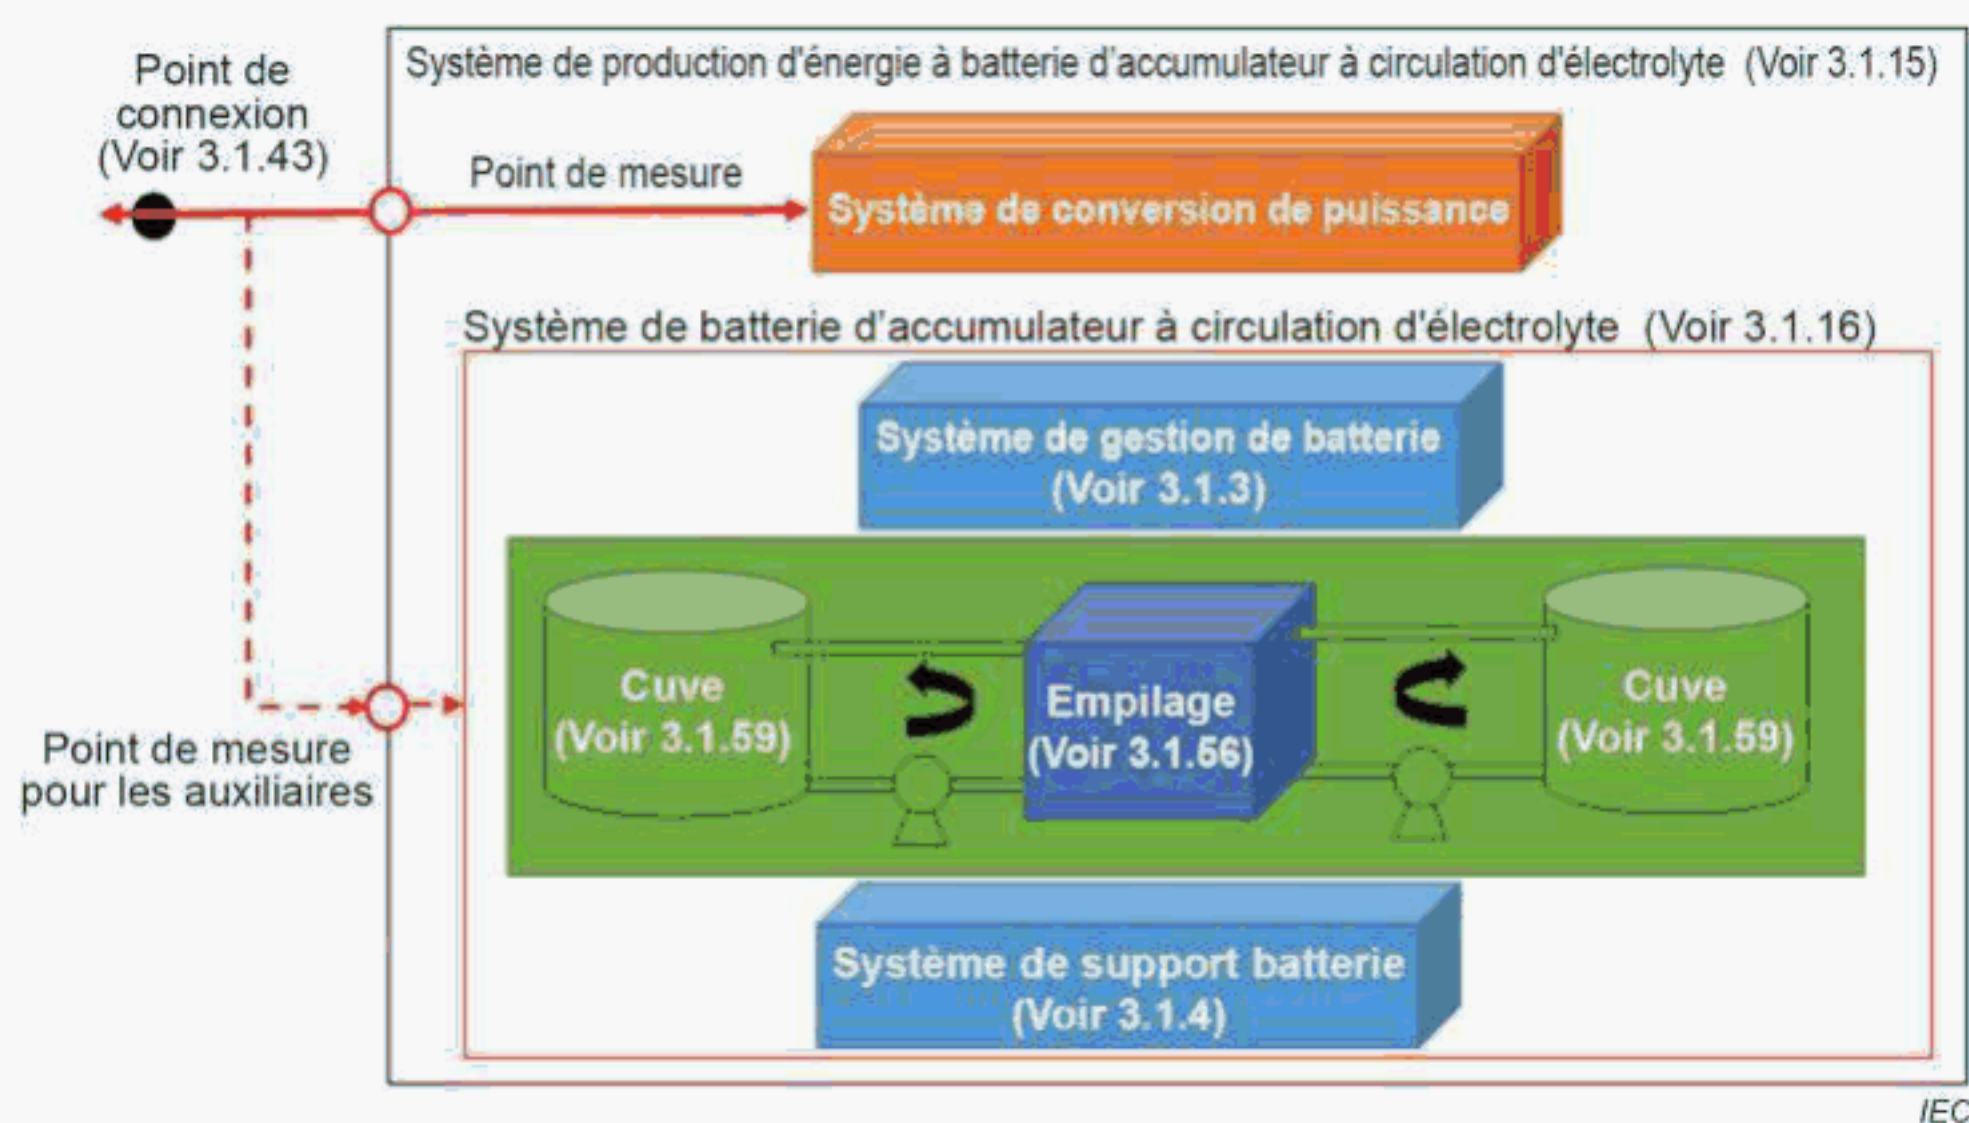 Système de production d'énergie à batterie d'accumulateur à circulation d'électrolyte (Voir 3.1.15)
Point de
connexion
(Voir 3.1.43)
Point de mesure
Système de conversion de puissance
Système de batterie d'accumulateur à circulation d'électrolyte (Voir 3.1.16)
Système de gestion de batterie
(Voir 3.1.3)
Cuve
(Voir 3.1.59)
Empilage
(Voir 3.1.56)
Cuve
(Voir 3.1.59)
Point de mesure
pour les auxiliaires
Système de support batterie
(Voir 3.1.4)
IEC